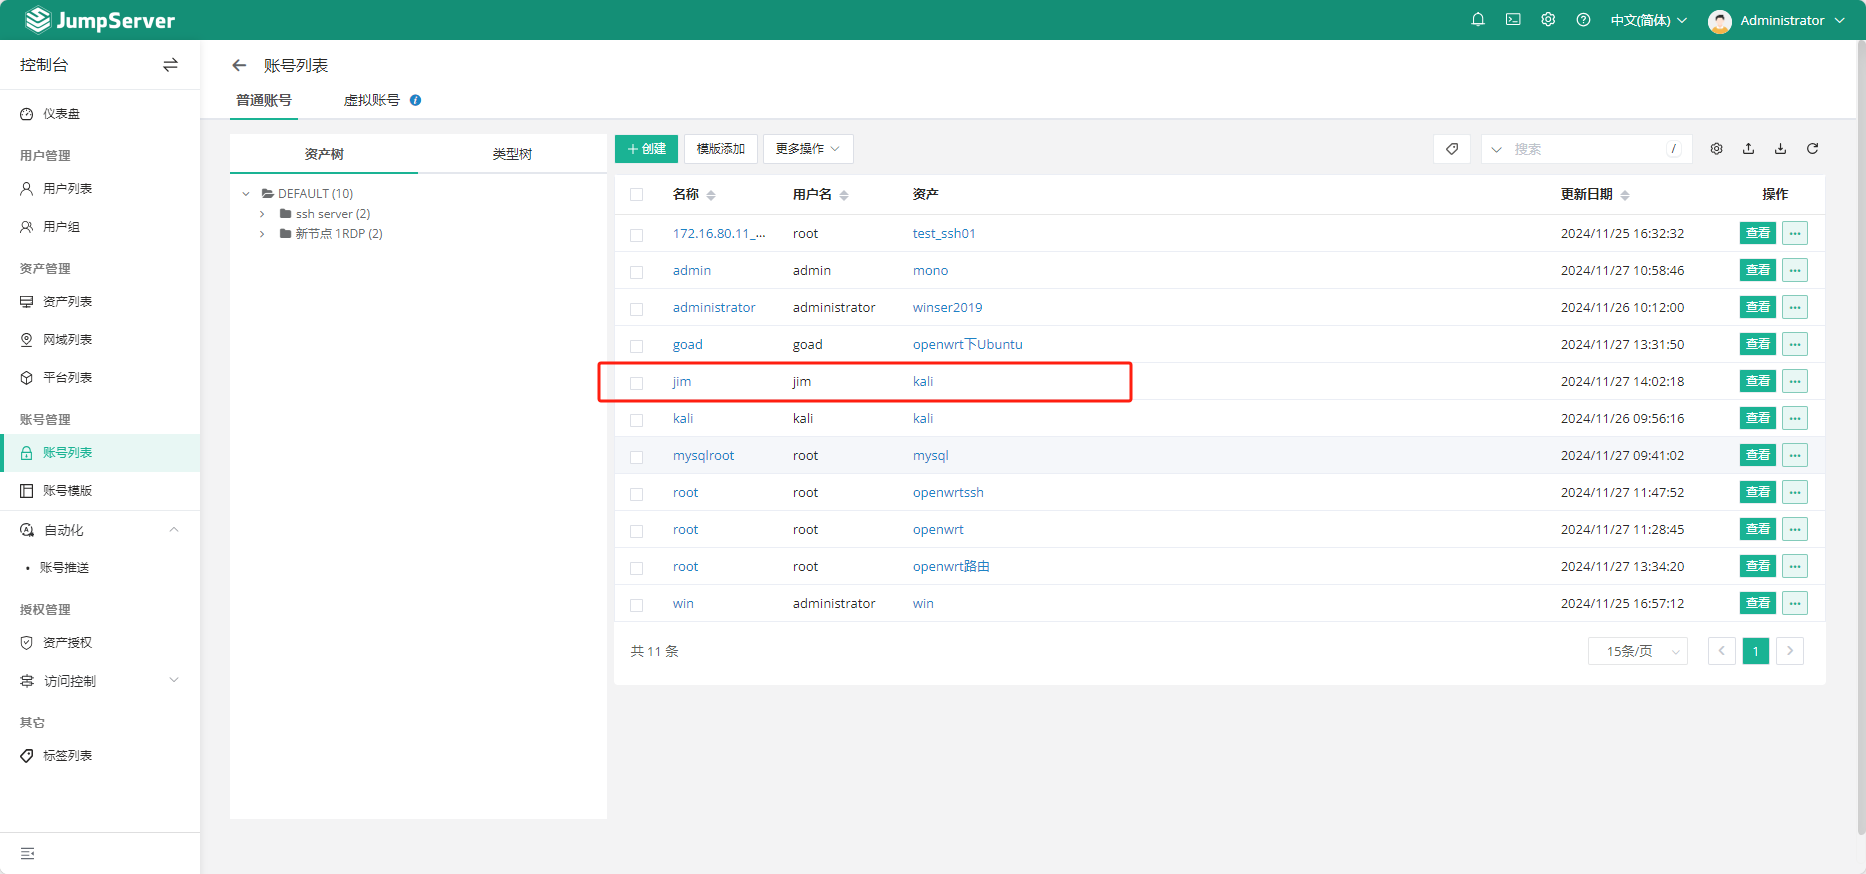 JumpServer
中文(简体)
Administrator
控制台
仪表盘
用户管理
用户列表
用户组
资产管理
资产列表
网域列表
平台列表
账号管理
账号列表
账号模版
自动化
账号推送
授权管理
资产授权
访问控制
其它
标签列表
账号列表
普通账号 虚拟账号
资产树 类型树
DEFAULT (10)
ssh server (2)
新节点 1RDP (2)
创建 模版添加 更多操作 搜索 /
名称 用户名 资产 更新日期 操作
172.16.80.11_... root test_ssh01 2024/11/25 16:32:32 查看 ···
admin admin mono 2024/11/27 10:58:46 查看 ···
administrator administrator winser2019 2024/11/26 10:12:00 查看 ···
goad goad openwrt下Ubuntu 2024/11/27 13:31:50 查看 ···
jim jim kali 2024/11/27 14:02:18 查看 ···
kali kali kali 2024/11/26 09:56:16 查看 ···
mysqlroot root mysql 2024/11/27 09:41:02 查看 ···
root root openwrtssh 2024/11/27 11:47:52 查看 ···
root root openwrt 2024/11/27 11:28:45 查看 ···
root root openwrt路由 2024/11/27 13:34:20 查看 ···
win administrator win 2024/11/25 16:57:12 查看 ···
共 11 条 15条/页 1